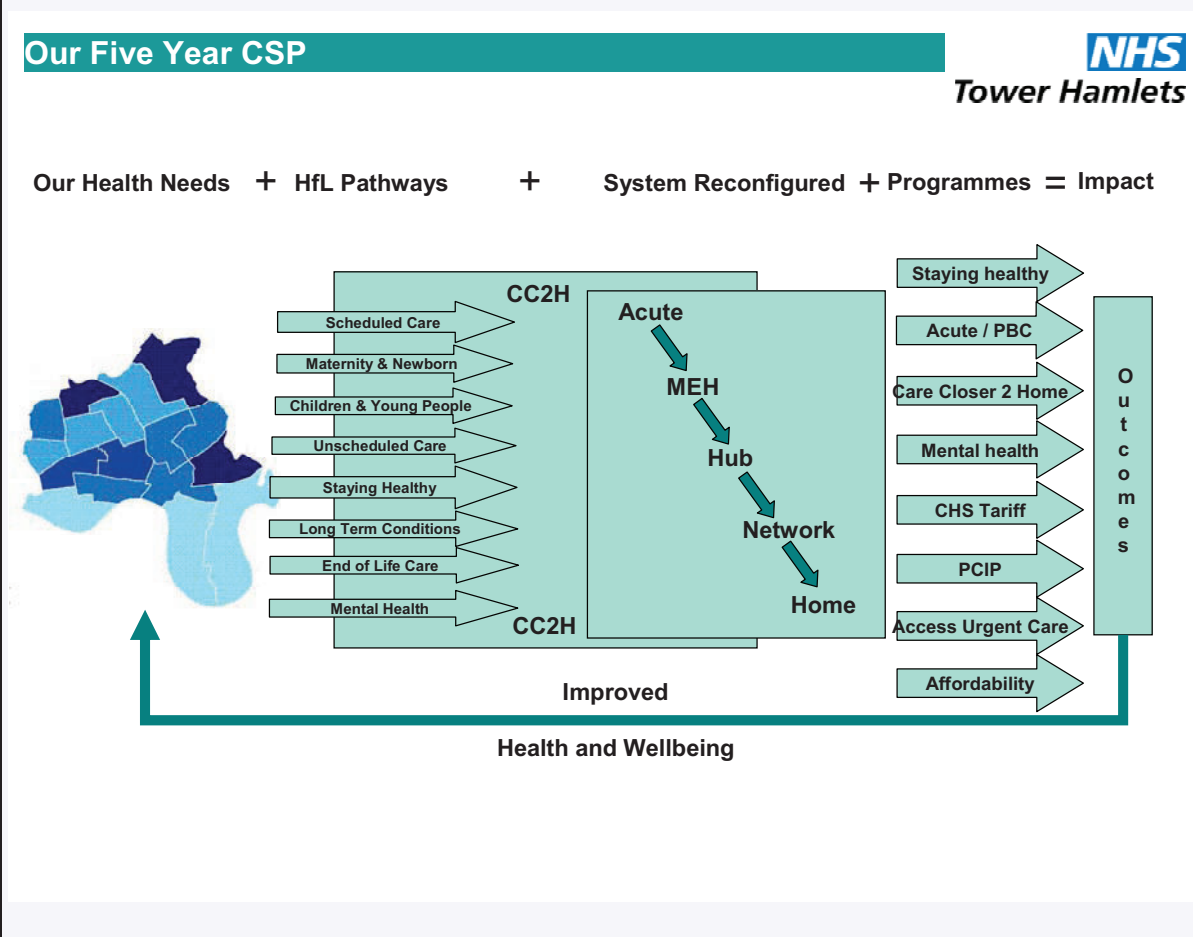 Our Five Year CSP
NHS
Tower Hamlets
Our Health Needs + HfL Pathways + System Reconfigured + Programmes = Impact
CC2H
Scheduled Care
Maternity & Newborn
Children & Young People
Unscheduled Care
Staying Healthy
Long Term Conditions
End of Life Care
Mental Health
CC2H
Acute
MEH
Hub
Network
Home
Staying healthy
Acute / PBC
Care Closer 2 Home
Mental health
CHS Tariff
PCIP
Access Urgent Care
Affordability
Outcomes
Improved
Health and Wellbeing